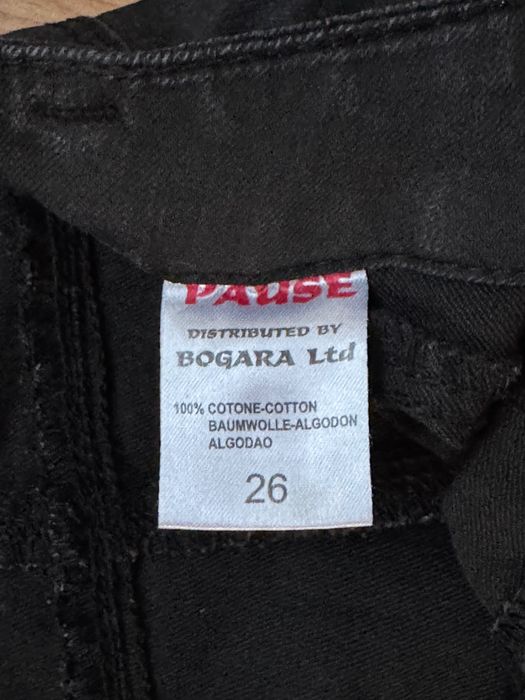 PAUSE
DISTRIBUTED BY
BOGARA Ltd
100% COTONE-COTTON
BAUMWOLLE-ALGODON
ALGODAO
26